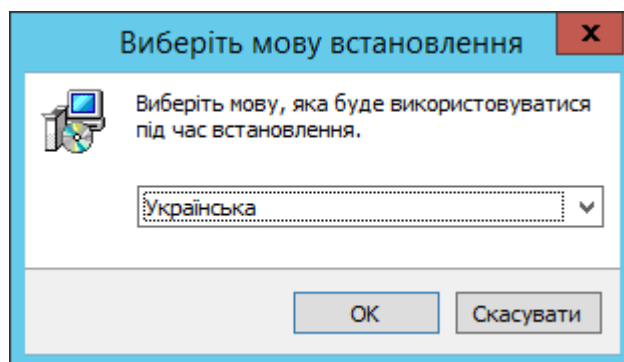 Виберіть мову встановлення
Виберіть мову, яка буде використовуватися
під час встановлення.
Українська
OK
Скасувати